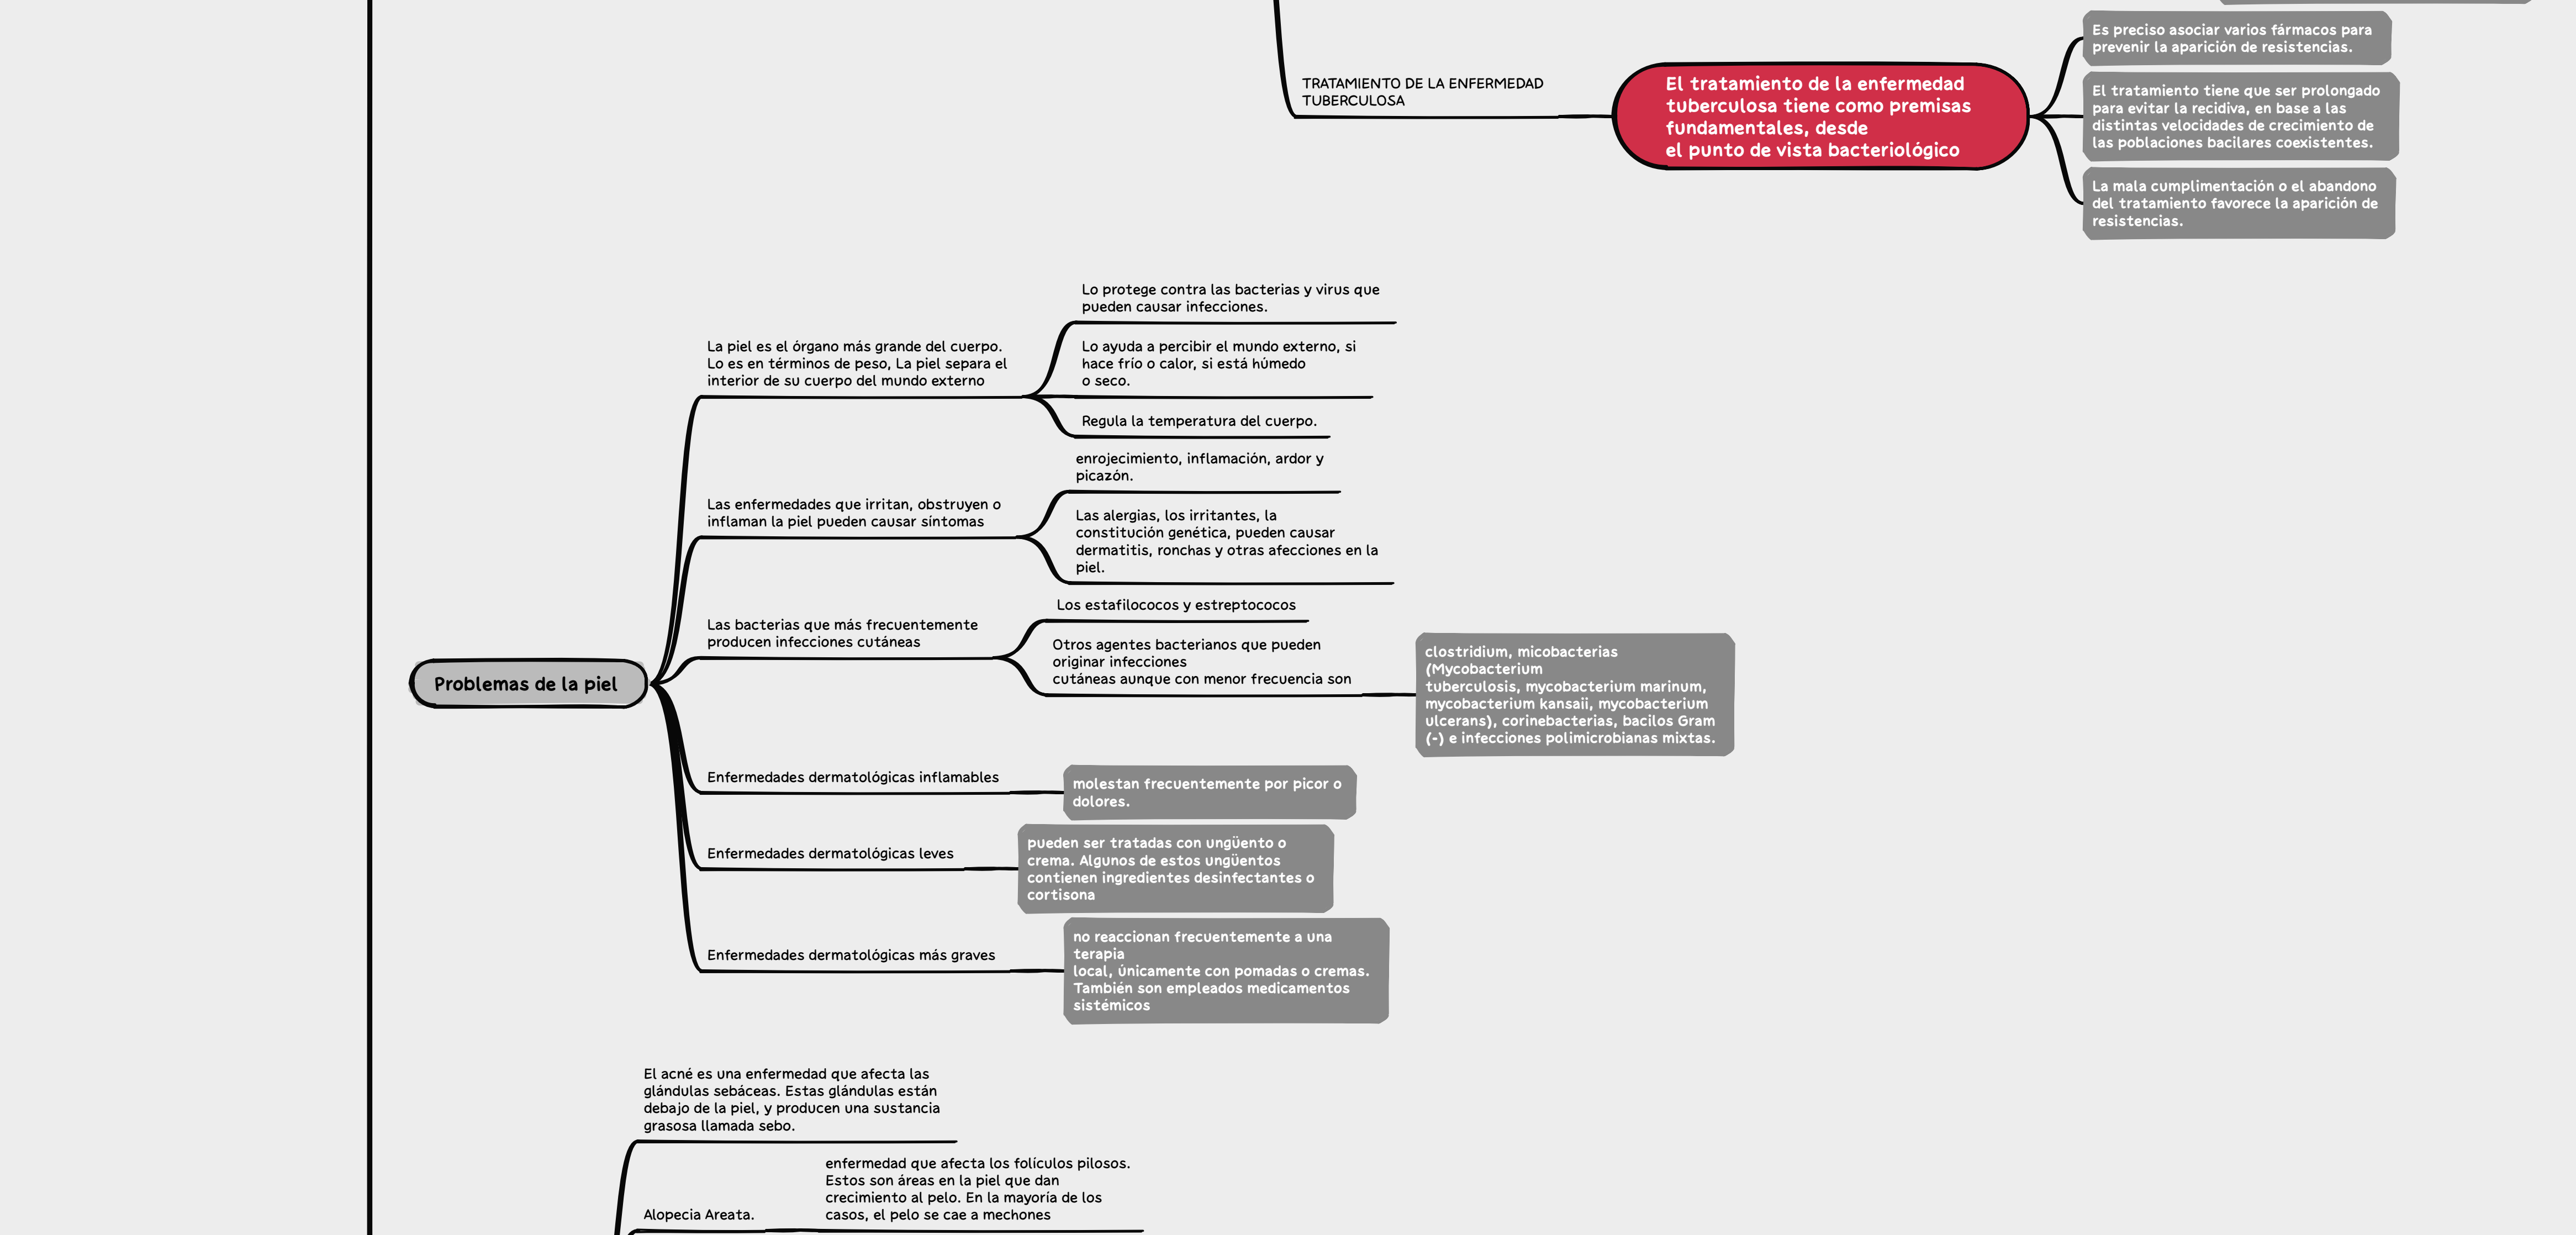 Es preciso asociar varios fármacos para
prevenir la aparición de resistencias.
TRATAMIENTO DE LA ENFERMEDAD
TUBERCULOSA
El tratamiento de la enfermedad
tuberculosa tiene como premisas
fundamentales, desde
el punto de vista bacteriológico
El tratamiento tiene que ser prolongado
para evitar la recidiva, en base a las
distintas velocidades de crecimiento de
las poblaciones bacilares coexistentes.
La mala cumplimentación o el abandono
del tratamiento favorece la aparición de
resistencias.
Problemas de la piel
La piel es el órgano más grande del cuerpo.
Lo es en términos de peso, La piel separa el
interior de su cuerpo del mundo externo
Lo protege contra las bacterias y virus que
pueden causar infecciones.
Lo ayuda a percibir el mundo externo, si
hace frío o calor, si está húmedo
o seco.
Regula la temperatura del cuerpo.
Las enfermedades que irritan, obstruyen o
inflaman la piel pueden causar síntomas
enrojecimiento, inflamación, ardor y
picazón.
Las alergias, los irritantes, la
constitución genética, pueden causar
dermatitis, ronchas y otras afecciones en la
piel.
Las bacterias que más frecuentemente
producen infecciones cutáneas
Los estafilococos y estreptococos
Otros agentes bacterianos que pueden
originar infecciones
cutáneas aunque con menor frecuencia son
clostridium, micobacterias
(Mycobacterium
tuberculosis, mycobacterium marinum,
mycobacterium kansaii, mycobacterium
ulcerans), corinebacterias, bacilos Gram
(-) e infecciones polimicrobianas mixtas.
Enfermedades dermatológicas inflamables
molestan frecuentemente por picor o
dolores.
Enfermedades dermatológicas leves
pueden ser tratadas con ungüento o
crema. Algunos de estos ungüentos
contienen ingredientes desinfectantes o
cortisona
Enfermedades dermatológicas más graves
no reaccionan frecuentemente a una
terapia
local, únicamente con pomadas o cremas.
También son empleados medicamentos
sistémicos
El acné es una enfermedad que afecta las
glándulas sebáceas. Estas glándulas están
debajo de la piel, y producen una sustancia
grasosa llamada sebo.
Alopecia Areata.
enfermedad que afecta los folículos pilosos.
Estos son áreas en la piel que dan
crecimiento al pelo. En la mayoría de los
casos, el pelo se cae a mechones